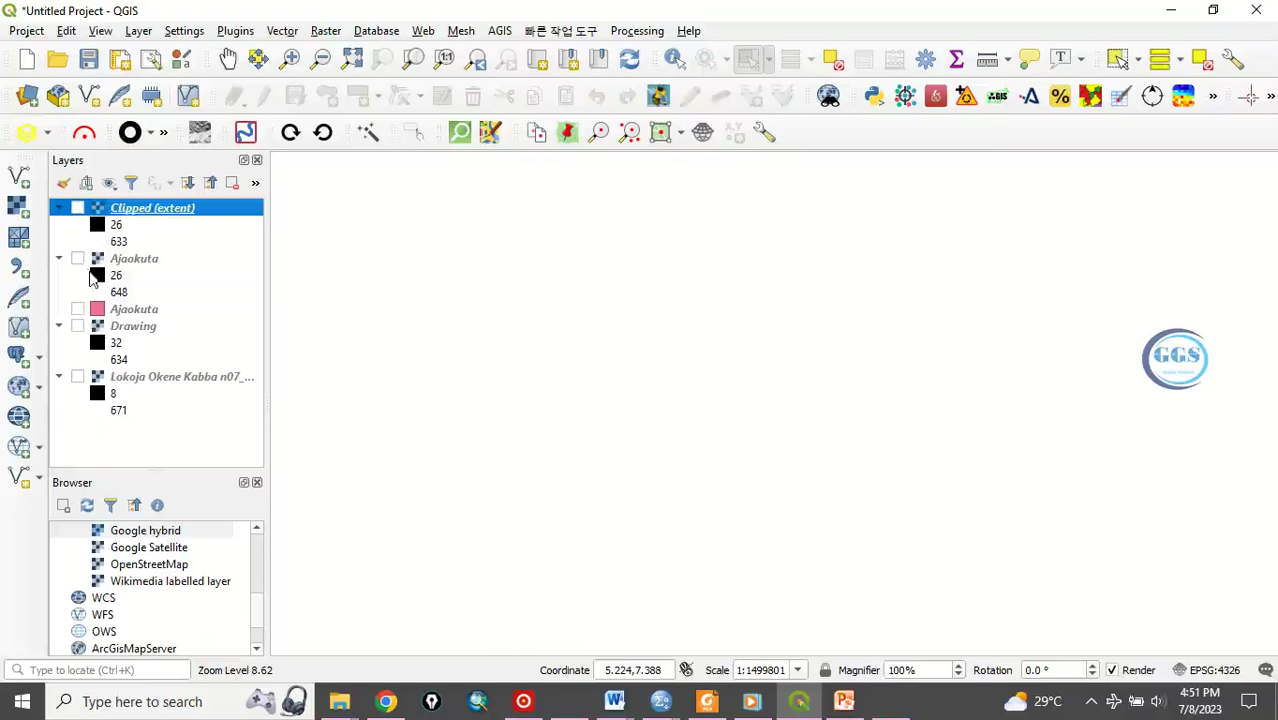 *Untitled Project - QGIS
Project Edit View Layer Settings Plugins Vector Raster Database Web Mesh AGIS 빠른 작업 도구 Processing Help
Layers
Clipped (extent)
26
633
Ajaokuta
26
648
Ajaokuta
Drawing
32
634
Lokoja Okene Kabba n07_...
8
671
GGS
Browser
Google hybrid
Google Satellite
OpenStreetMap
Wikimedia labelled layer
WCS
WFS
OWS
ArcGisMapServer
Type to locate (Ctrl+K) Zoom Level 8.62 Coordinate 5.224,7.388 Scale 1:1499801 Magnifier 100% Rotation 0.0 ° Render EPSG:4326
Type here to search 29°C 4:51 PM
7/8/2023